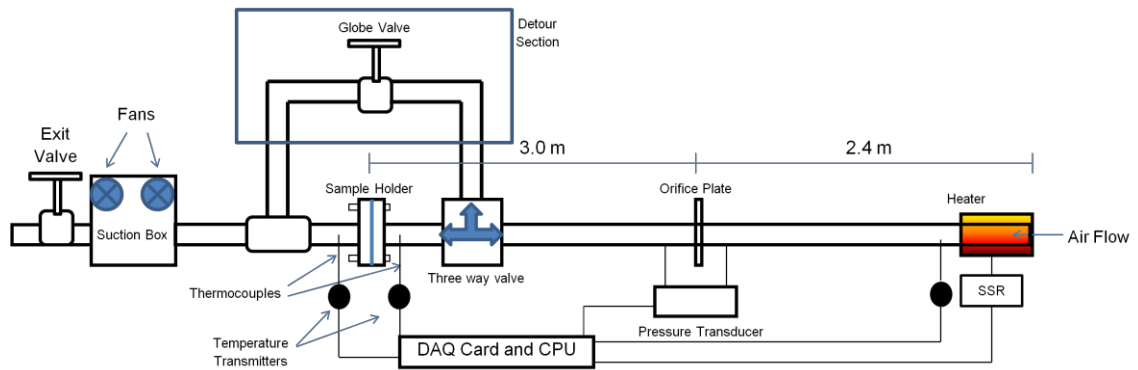 Detour
Section
Globe Valve
Fans
Exit
Valve
3.0 m
2.4 m
Sample Holder
Orifice Plate
Heater
Suction Box
Air Flow
Three way valve
Thermocouples
SSR
Pressure Transducer
Temperature
Transmitters
DAQ Card and CPU